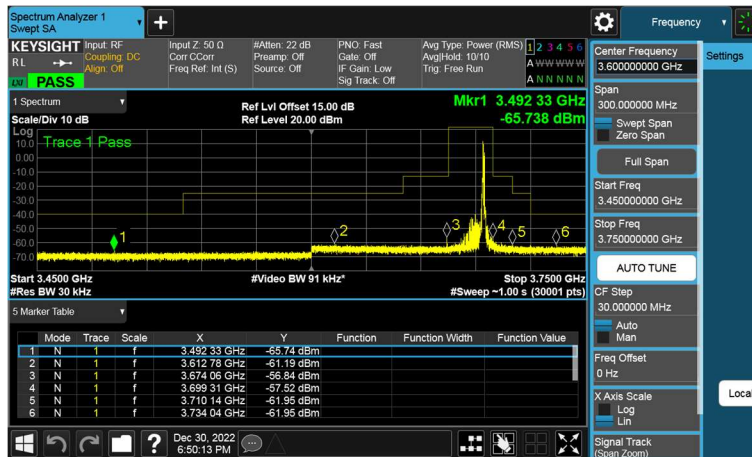 Spectrum Analyzer 1
Swept SA
Frequency
KEYSIGHT
RL
LXI
PASS
Input: RF
Coupling: DC
Align: Off
Input Z: 50 Ω
Corr CCorr
Freq Ref: Int (S)
#Atten: 22 dB
Preamp: Off
Source: Off
PNO: Fast
Gate: Off
IF Gain: Low
Sig Track: Off
Avg Type: Power (RMS)
Avg|Hold: 10/10
Trig: Free Run
1 2 3 4 5 6
A W W W W W
A N N N N N
1 Spectrum
Scale/Div 10 dB
Ref Lvl Offset 15.00 dB
Ref Level 20.00 dBm
Mkr1 3.492 33 GHz
-65.738 dBm
Log
Trace 1 Pass
10.0
0.00
-10.0
-20.0
-30.0
-40.0
-50.0
-60.0
-70.0
1
2
3
4
5
6
Start 3.4500 GHz
#Res BW 30 kHz
#Video BW 91 kHz*
Stop 3.7500 GHz
#Sweep ~1.00 s (30001 pts)
5 Marker Table
Mode Trace Scale X Y Function Function Width Function Value
1 N 1 f 3.492 33 GHz -65.74 dBm
2 N 1 f 3.612 78 GHz -61.19 dBm
3 N 1 f 3.674 06 GHz -56.84 dBm
4 N 1 f 3.699 31 GHz -57.52 dBm
5 N 1 f 3.710 14 GHz -61.95 dBm
6 N 1 f 3.734 04 GHz -61.95 dBm
Dec 30, 2022
6:50:13 PM
Center Frequency
3.600000000 GHz
Settings
Span
300.000000 MHz
Swept Span
Zero Span
Full Span
Start Freq
3.450000000 GHz
Stop Freq
3.750000000 GHz
AUTO TUNE
CF Step
30.000000 MHz
Auto
Man
Freq Offset
0 Hz
X Axis Scale
Log
Lin
Local
Signal Track
(Span Zoom)